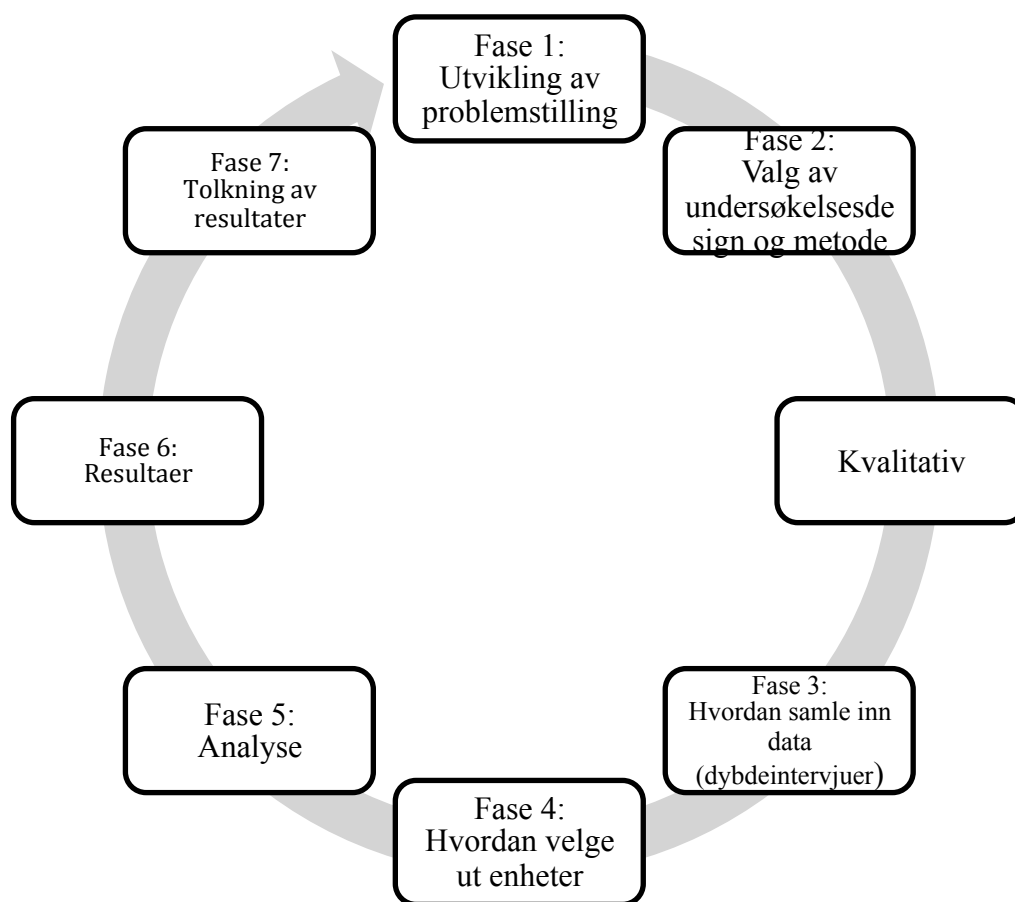 Fase 1:
Utvikling av
problemstilling
Fase 2:
Valg av
undersøkelsesde
sign og metode
Kvalitativ
Fase 3:
Hvordan samle inn
data
(dybdeintervjuer)
Fase 4:
Hvordan velge
ut enheter
Fase 5:
Analyse
Fase 6:
Resultaer
Fase 7:
Tolkning av
resultater